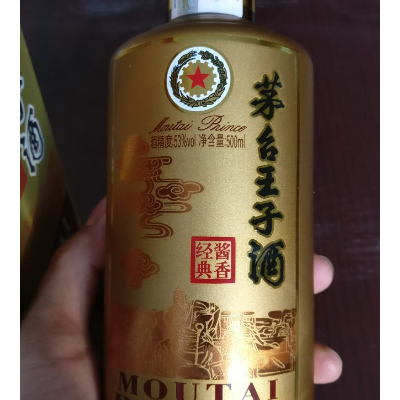 Moutai Prince
酒精度:53%vol 净含量:500ml
茅台王子酒
酱香
经典
MOUTAI
酒